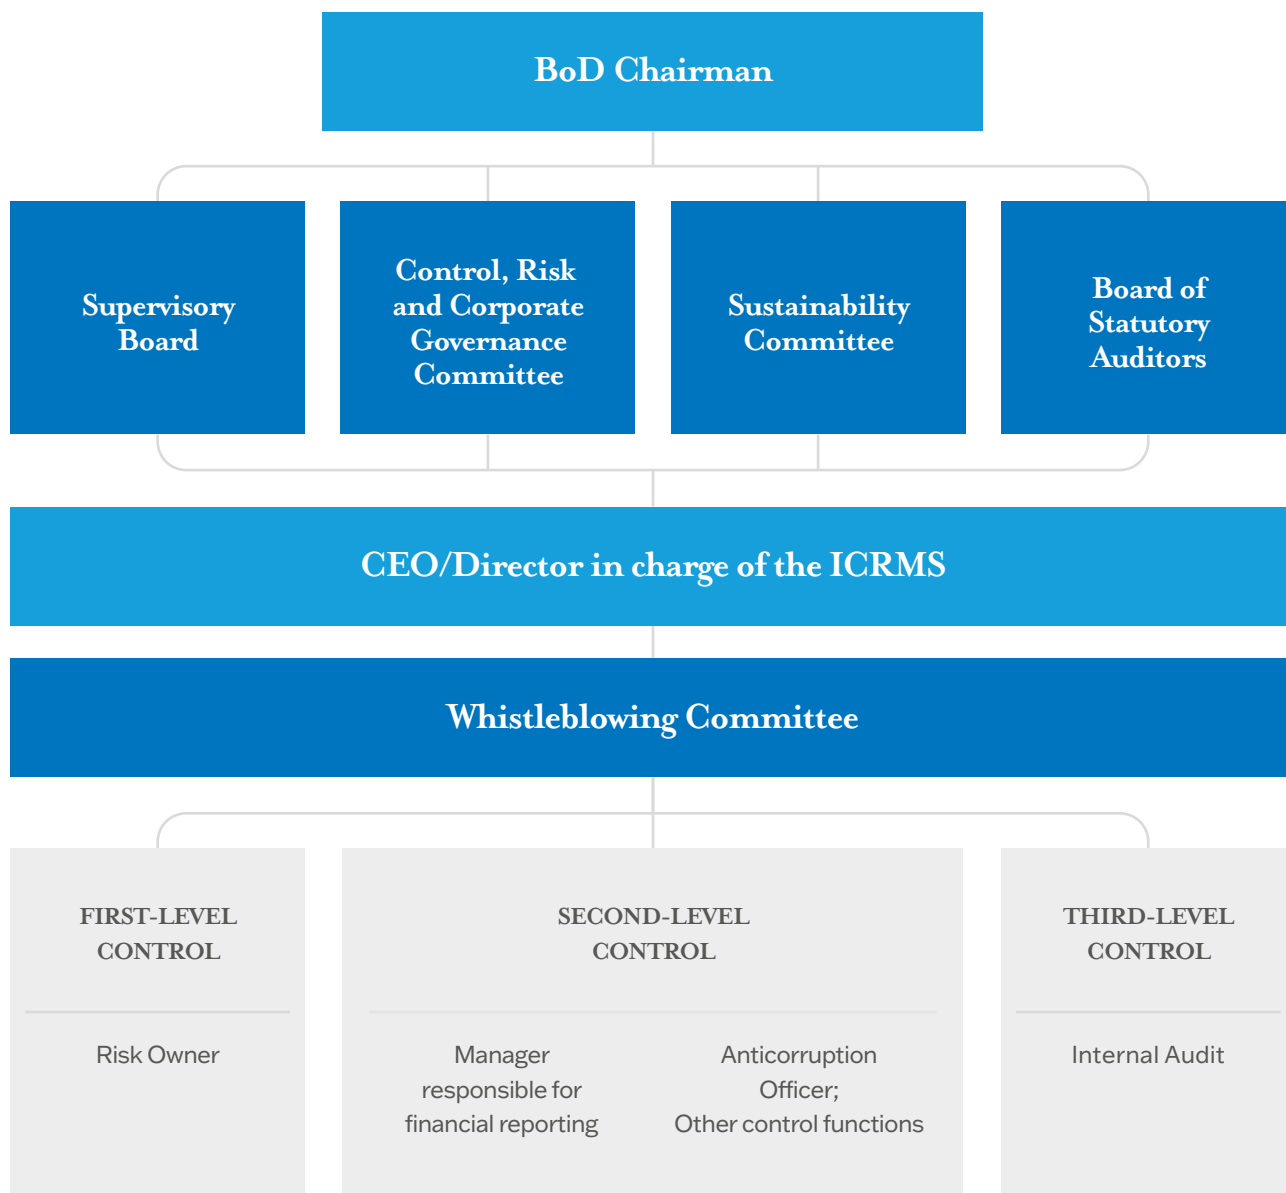 BoD Chairman
Supervisory
Board
Control, Risk
and Corporate
Governance
Committee
Sustainability
Committee
Board of
Statutory
Auditors
CEO/Director in charge of the ICRMS
Whistleblowing Committee
FIRST-LEVEL
CONTROL
Risk Owner
SECOND-LEVEL
CONTROL
Manager
responsible for
financial reporting
Anticorruption
Officer;
Other control functions
THIRD-LEVEL
CONTROL
Internal Audit